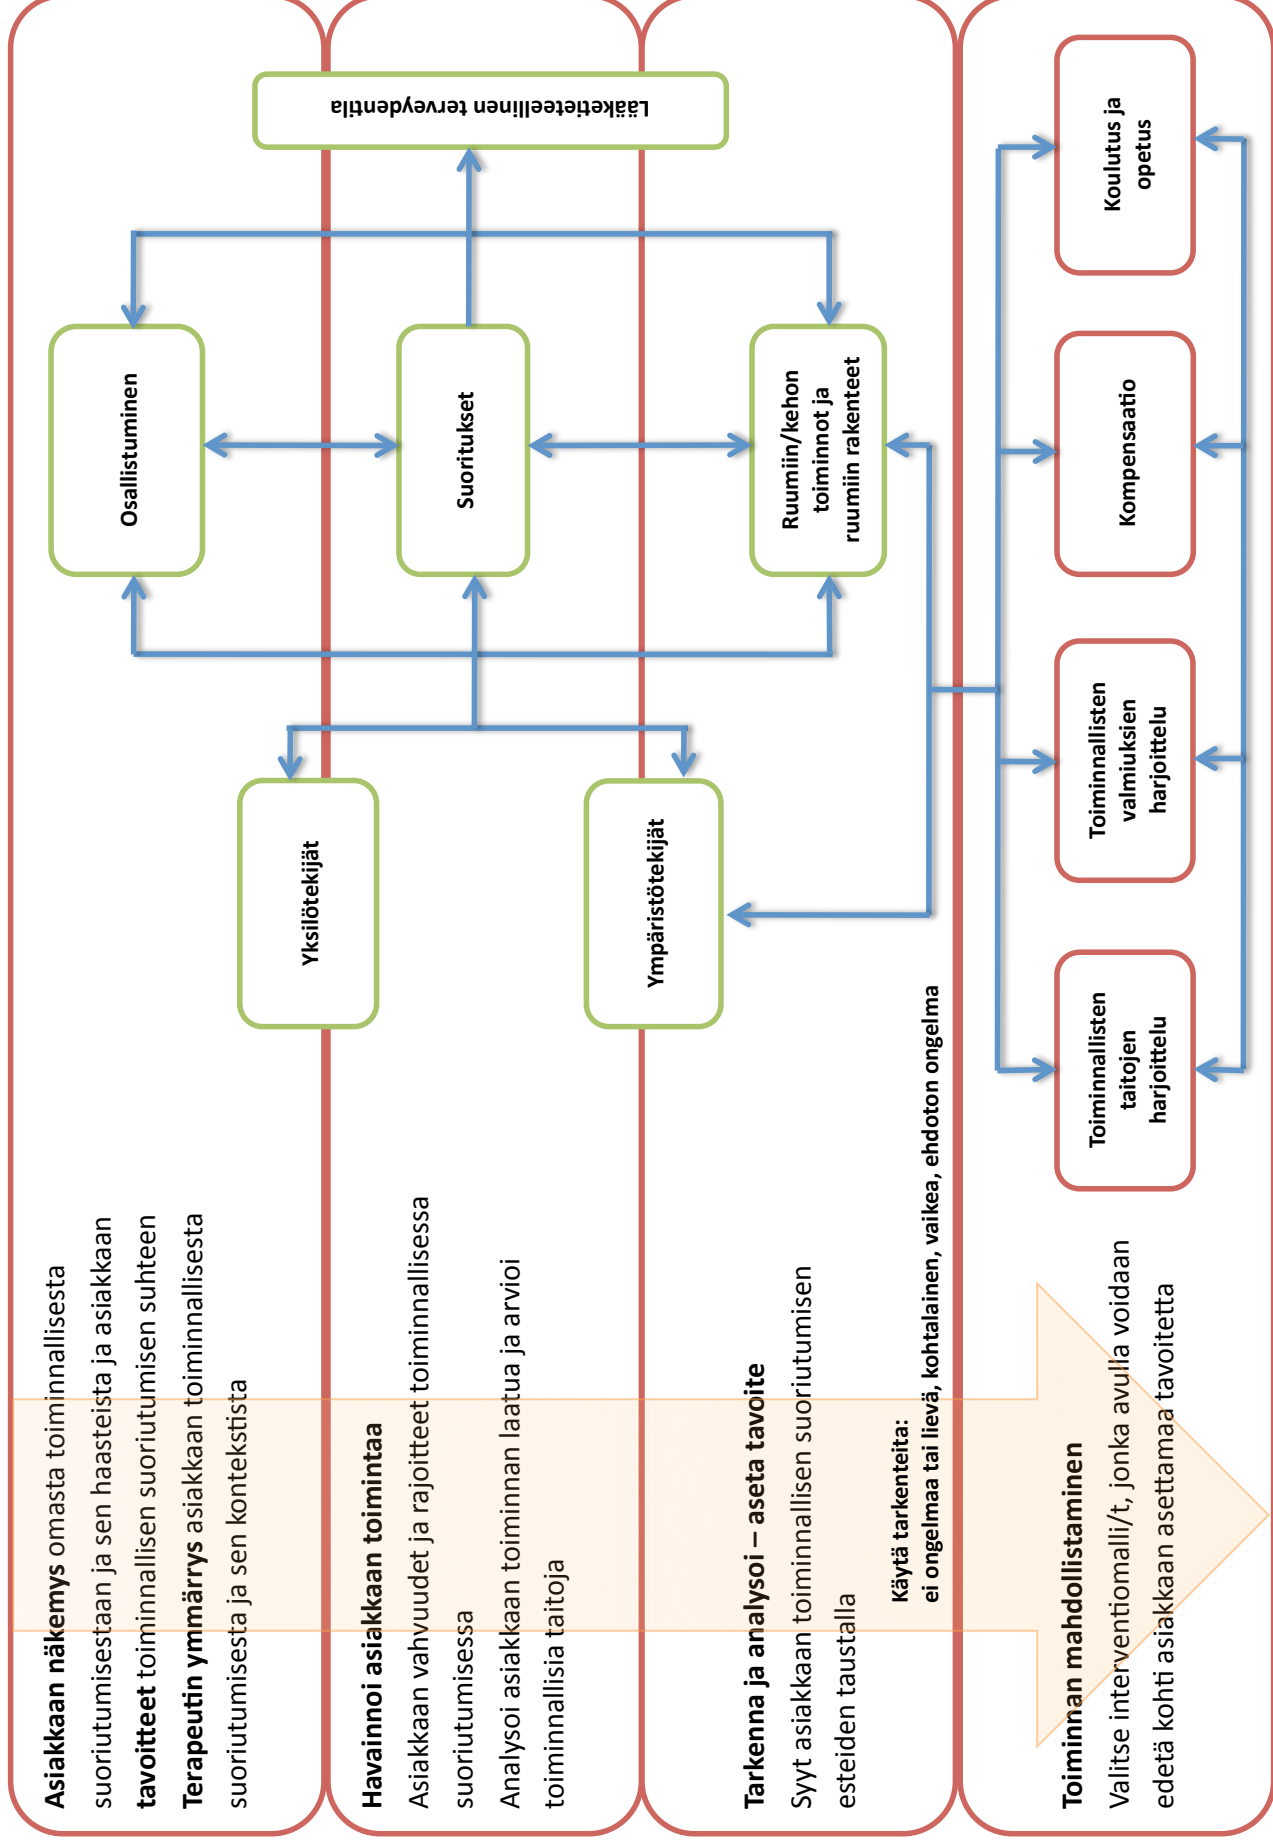 Asiakkaan näkemys omasta toiminnallisesta
suoriutumisestaan ja sen haasteista ja asiakkaan
tavoitteet toiminnallisen suoriutumisen suhteen
Terapeutin ymmärrys asiakkaan toiminnallisesta
suoriutumisesta ja sen kontekstista
Yksilötekijät
Osallistuminen
Havainnoi asiakkaan toimintaa
Asiakkaan vahvuudet ja rajoitteet toiminnallisessa
suoriutumisessa
Analysoi asiakkaan toiminnan laatua ja arvioi
toiminnallisia taitoja
Suoritukset
Lääketieteellinen terveydentila
Tarkenna ja analysoi – aseta tavoite
Syyt asiakkaan toiminnallisen suoriutumisen
esteiden taustalla
Käytä tarkenteita:
ei ongelmaa tai lievä, kohtalainen, vaikea, ehdoton ongelma
Ympäristötekijät
Ruumiin/kehon
toiminnot ja
ruumiin rakenteet
Toiminnan mahdollistaminen
Valitse interventiomalli/t, jonka avulla voidaan
edetä kohti asiakkaan asettamaa tavoitetta
Toiminnallisten
taitojen
harjoittelu
Toiminnallisten
valmiuksien
harjoittelu
Kompensaatio
Koulutus ja
opetus